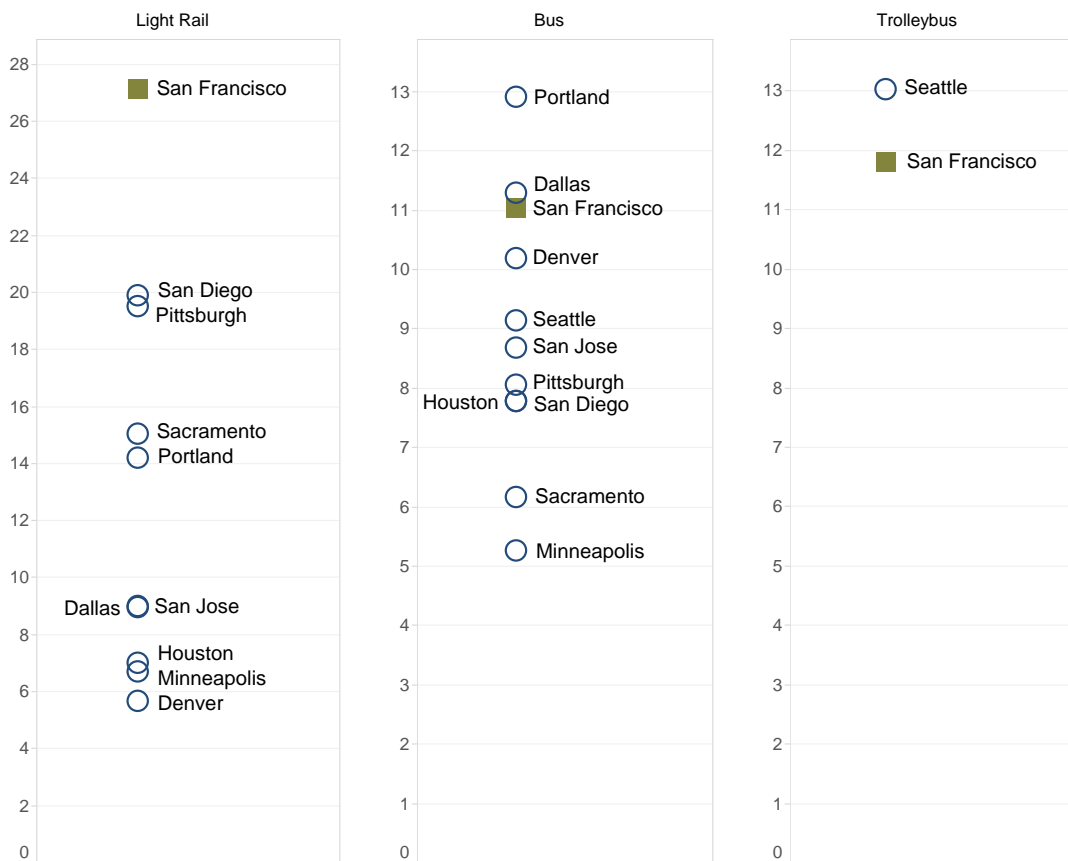 Light Rail
28
26
24
22
20
18
16
14
12
10
8
6
4
2
0
San Francisco
San Diego
Pittsburgh
Sacramento
Portland
Dallas
San Jose
Houston
Minneapolis
Denver
Bus
13
12
11
10
9
8
7
6
5
4
3
2
1
0
Portland
Dallas
San Francisco
Denver
Seattle
San Jose
Pittsburgh
Houston
San Diego
Sacramento
Minneapolis
Trolleybus
13
12
11
10
9
8
7
6
5
4
3
2
1
0
Seattle
San Francisco